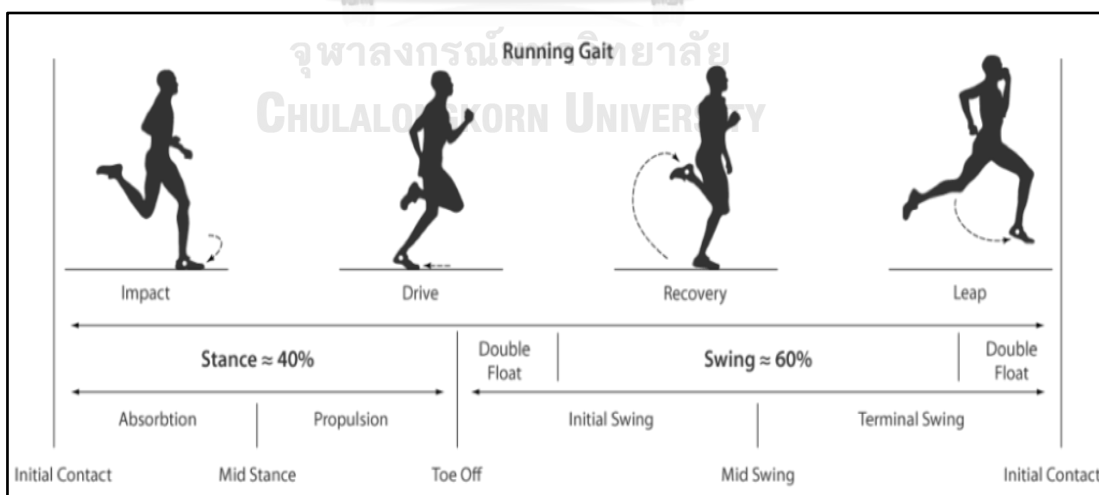 จุฬาลงกรณ์มหาวิทยาลัย
CHULALONGKORN UNIVERSITY
Running Gait
Impact
Drive
Recovery
Leap
Stance ≈ 40%
Double
Float
Swing ≈ 60%
Double
Float
Absorbtion
Propulsion
Initial Swing
Terminal Swing
Initial Contact
Mid Stance
Toe Off
Mid Swing
Initial Contact